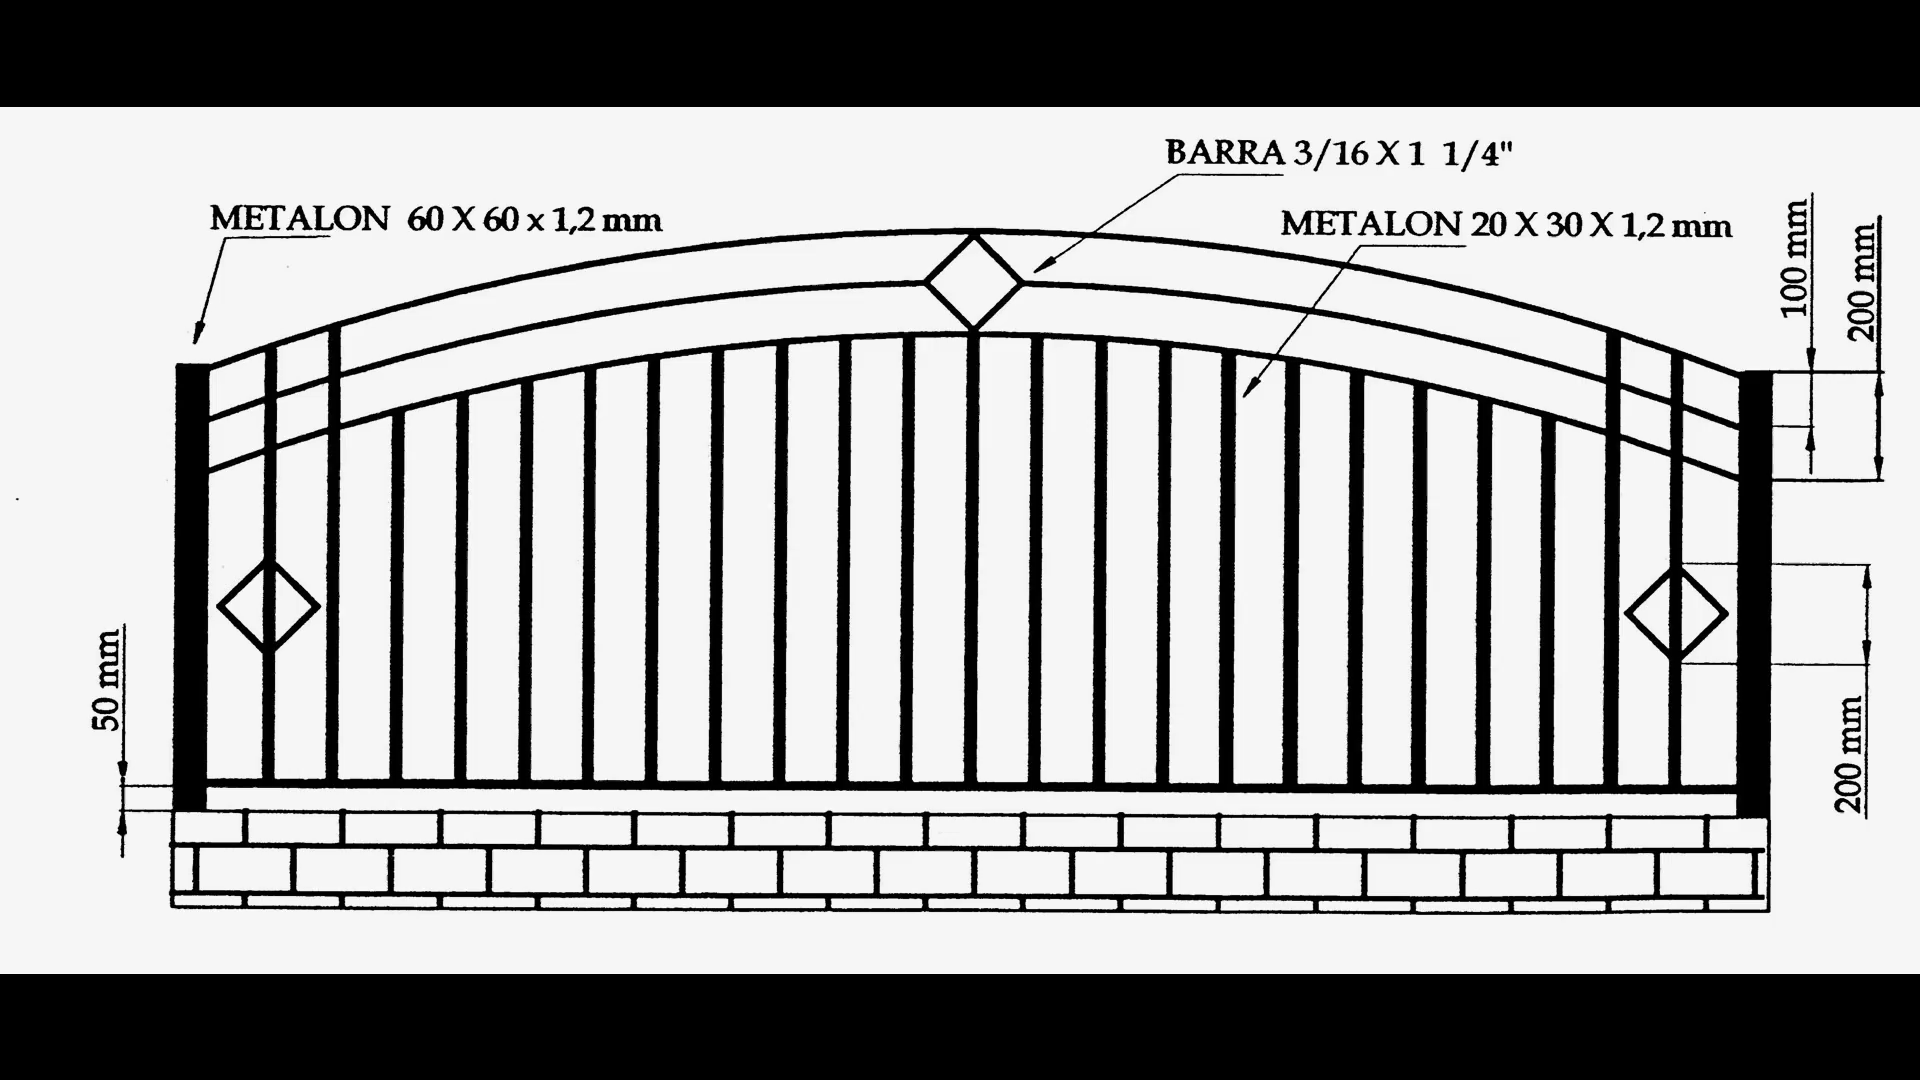 BARRA 3/16 X 1 1/4"
METALON 60 X 60 x 1,2 mm
METALON 20 X 30 X 1,2 mm
100 mm
200 mm
50 mm
200 mm